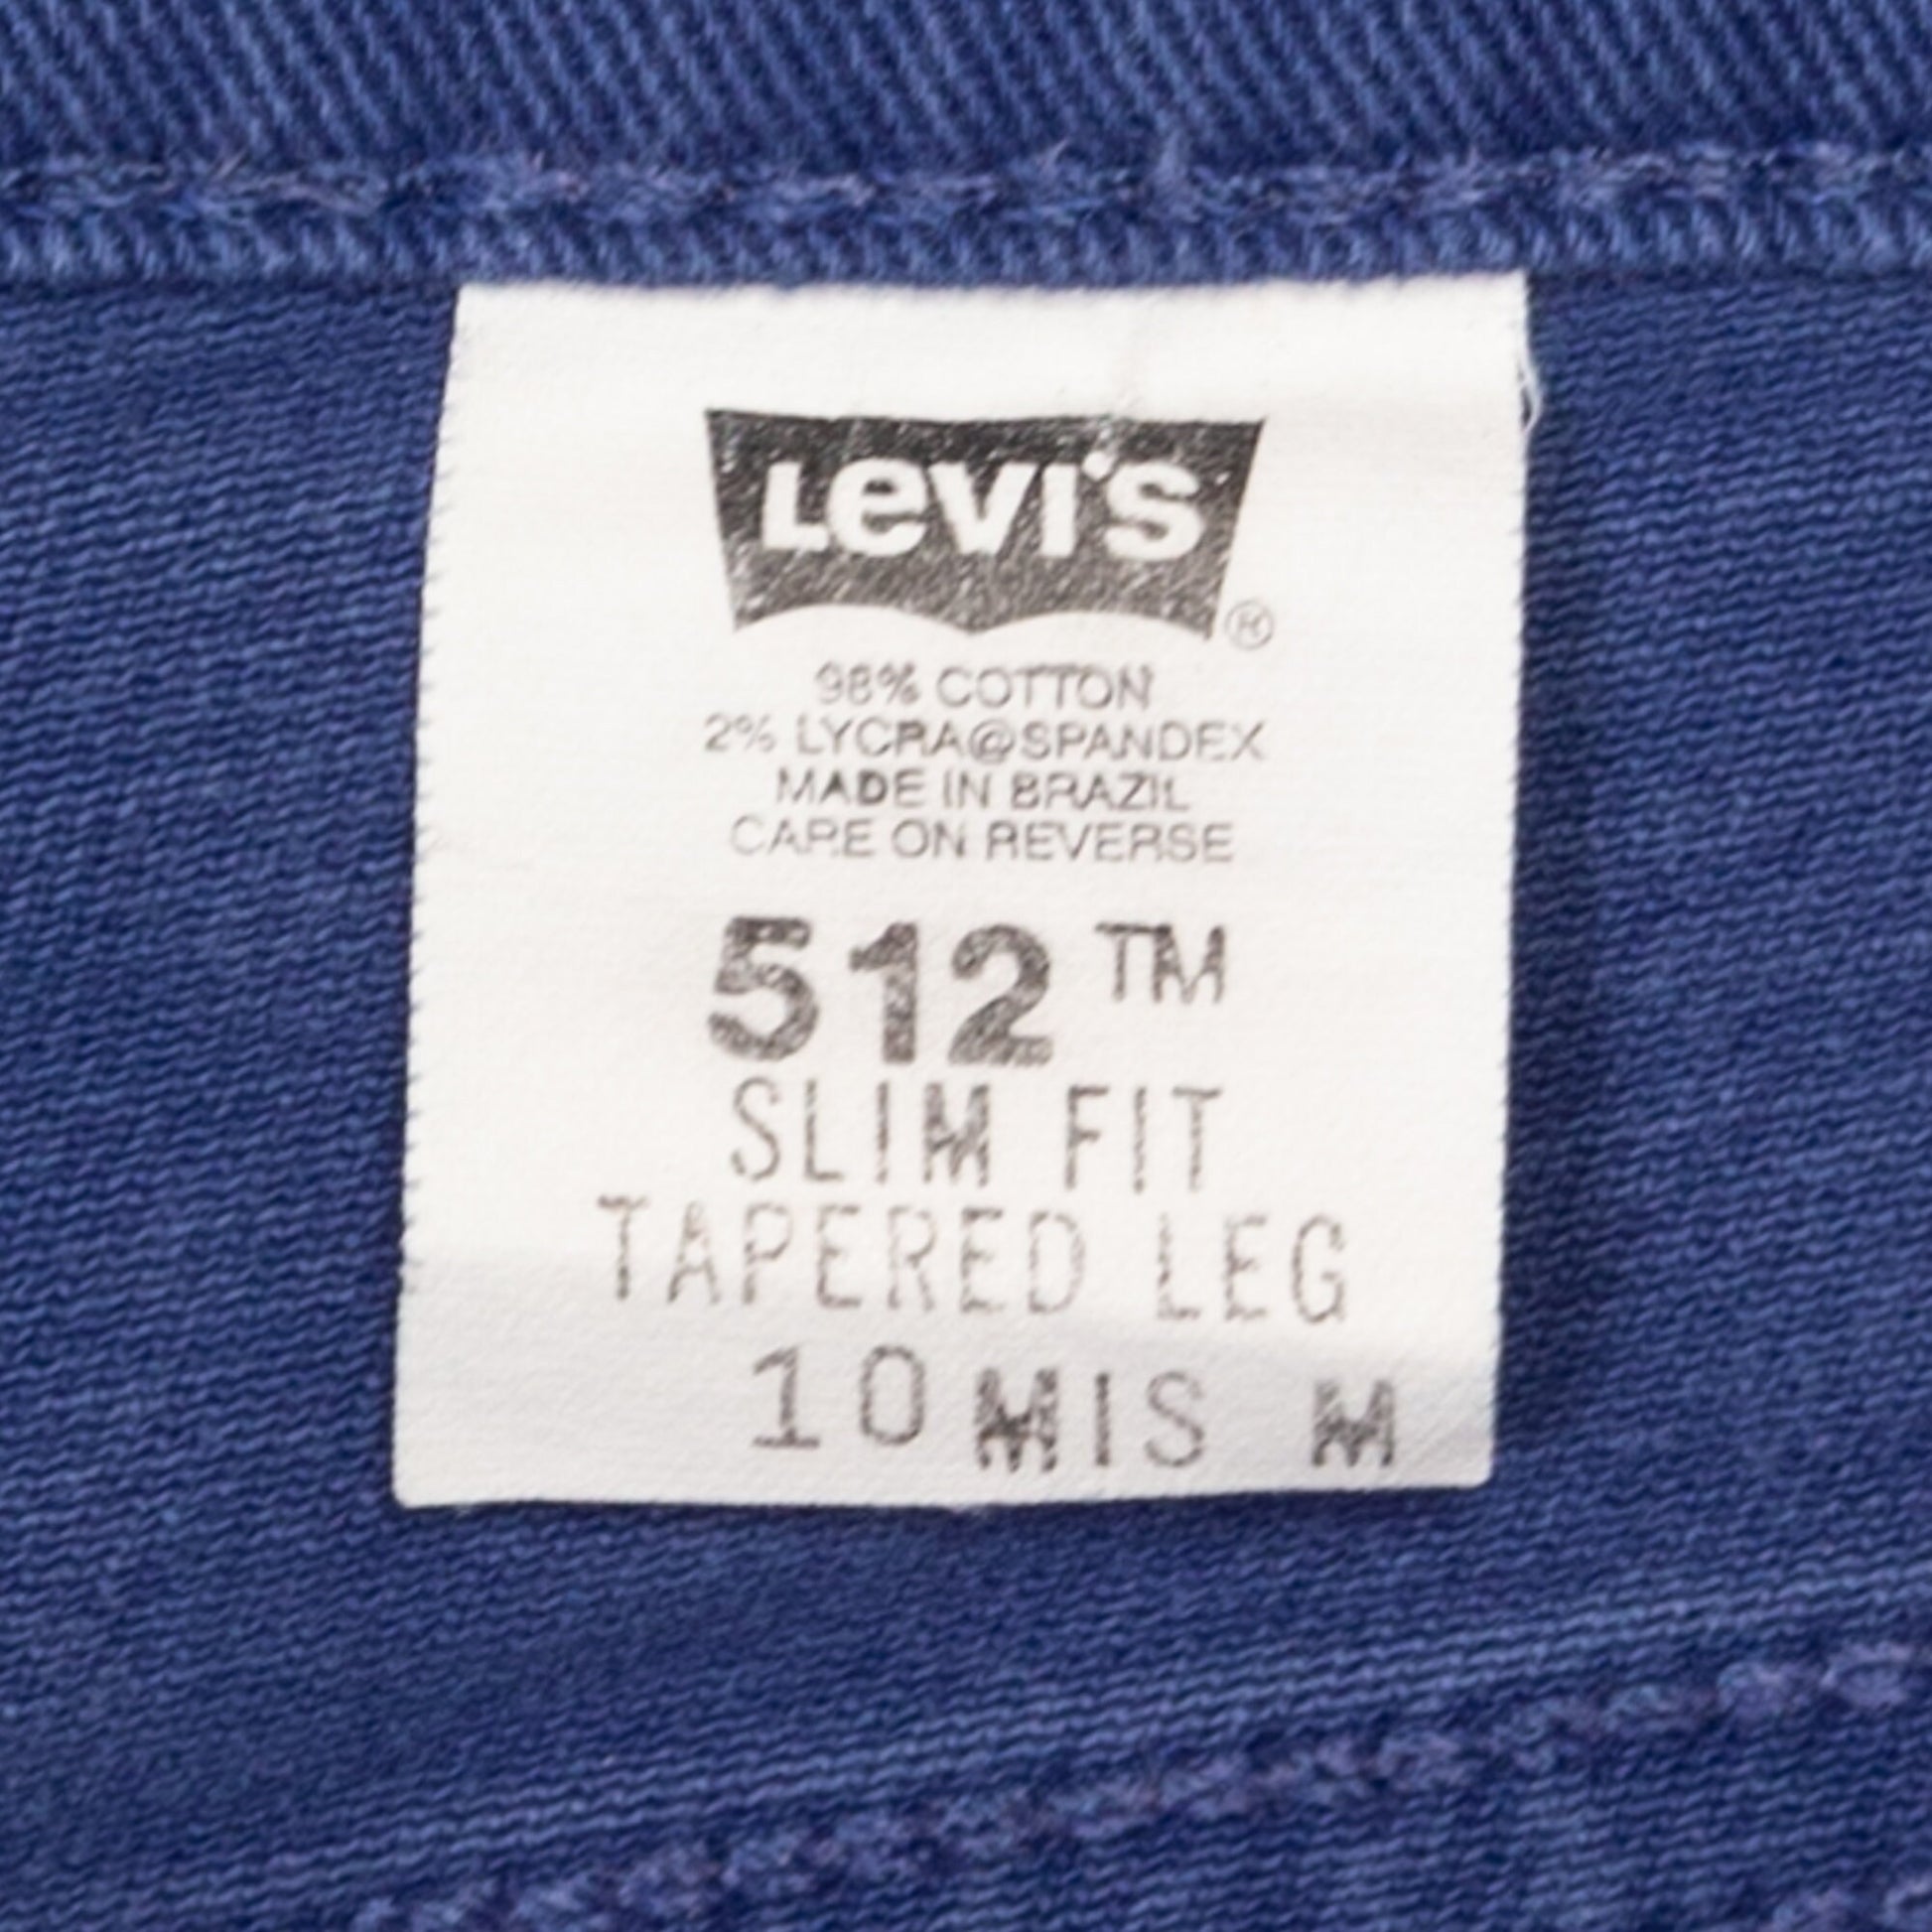 Levi's
®
98% COTTON
2% LYCRA@SPANDEX
MADE IN BRAZIL
CARE ON REVERSE
512™
SLIM FIT
TAPERED LEG
10 MIS M